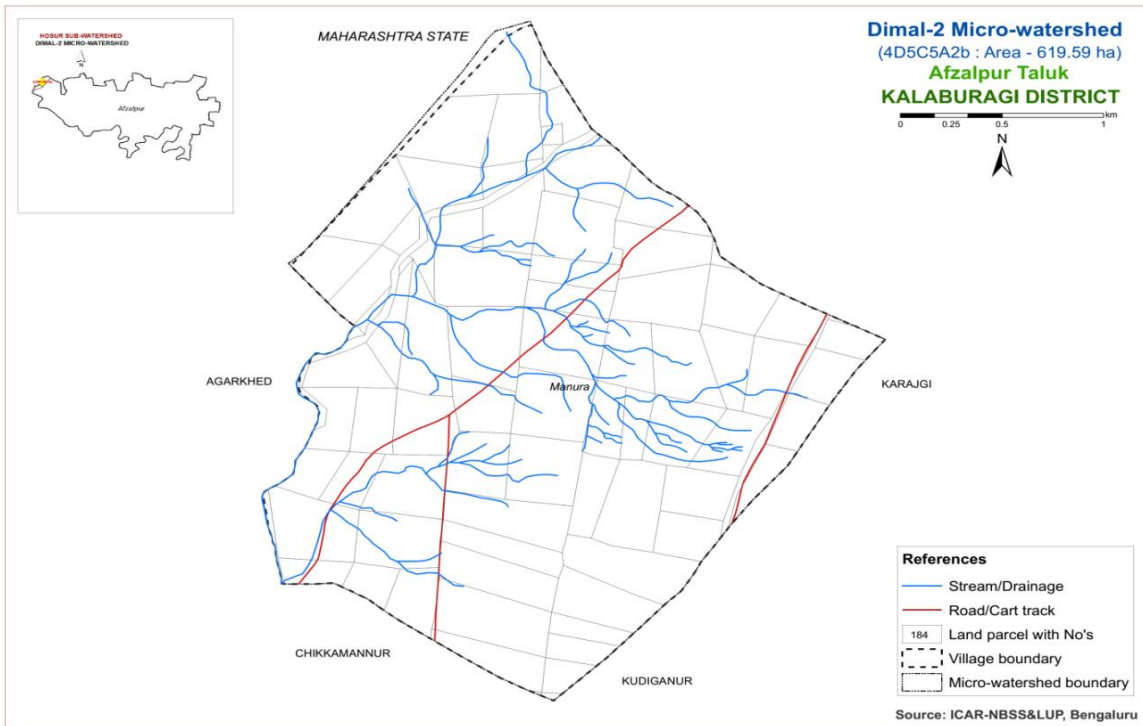 HOSUR SUB-WATERSHED
DIMAL-2 MICRO-WATERSHED
N
Afzalpur
MAHARASHTRA STATE
Dimal-2 Micro-watershed
(4D5C5A2b : Area - 619.59 ha)
Afzalpur Taluk
KALABURAGI DISTRICT
km
0 0.25 0.5 1
N
AGARKHED
Manura
KARAJGI
CHIKKAMANNUR
KUDIGANUR
References
Stream/Drainage
Road/Cart track
184 Land parcel with No's
Village boundary
Micro-watershed boundary
Source: ICAR-NBSS&LUP, Bengaluru